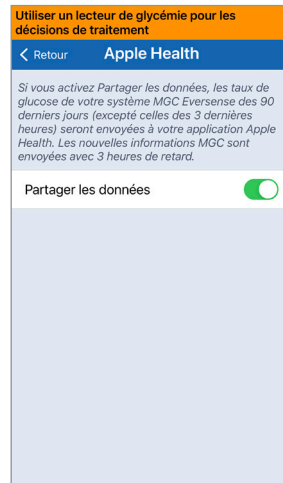 Utiliser un lecteur de glycémie pour les
décisions de traitement
Retour Apple Health
Si vous activez Partager les données, les taux de
glucose de votre système MGC Eversense des 90
derniers jours (excepté celles des 3 dernières
heures) seront envoyées à votre application Apple
Health. Les nouvelles informations MGC sont
envoyées avec 3 heures de retard.
Partager les données